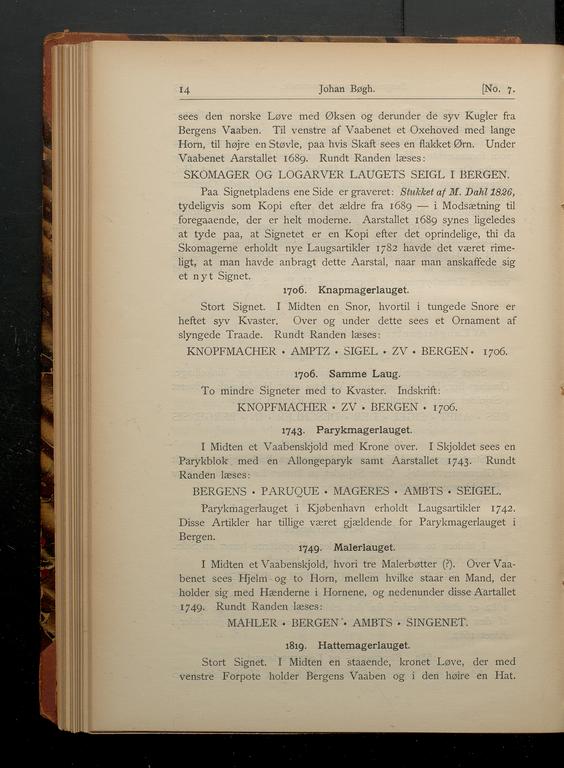 14 Johan Bøgh. [No. 7.
sees den norske Løve med Øksen og derunder de syv Kugler fra
Bergens Vaaben. Til venstre af Vaabenet et Oxehoved med lange
Horn, til højre en Støvle, paa hvis Skaft sees en flakket Ørn. Under
Vaabenet Aarstallet 1689. Rundt Randen læses:
SKOMAGER OG LOGARVER LAUGETS SEIGL I BERGEN.
Paa Signetpladens ene Side er graveret: Stukket af M. Dahl 1826,
tydeligvis som Kopi efter det ældre fra 1689 — i Modsætning til
foregaaende, der er helt moderne. Aarstallet 1689 synes ligeledes
at tyde paa, at Signetet er en Kopi efter det oprindelige, thi da
Skomagerne erholdt nye Laugsartikler 1782 havde det været rime-
ligt, at man havde anbragt dette Aarstal, naar man anskaffede sig
et nyt Signet.
1706. Knapmagerlauget.
Stort Signet. I Midten en Snor, hvortil i tungede Snore er
heftet syv Kvaster. Over og under dette sees et Ornament af
slyngede Traade. Rundt Randen læses:
KNOPFMACHER • AMPTZ • SIGEL • ZV • BERGEN • 1706.
1706. Samme Laug.
To mindre Signeter med to Kvaster. Indskrift:
KNOPFMACHER • ZV • BERGEN • 1706.
1743. Parykmagerlauget.
I Midten et Vaabenskjold med Krone over. I Skjoldet sees en
Parykblok med en Allongeparyk samt Aarstallet 1743. Rundt
Randen læses:
BERGENS • PARUQUE • MAGERES • AMBTS • SEIGEL.
Parykmagerlauget i Kjøbenhavn erholdt Laugsartikler 1742.
Disse Artikler har tillige været gjældende for Parykmagerlauget i
Bergen.
1749. Malerlauget.
I Midten et Vaabenskjold, hvori tre Malerbøtter (?). Over Vaa-
benet sees Hjelm og to Horn, mellem hvilke staar en Mand, der
holder sig med Hænderne i Hornene, og nedenunder disse Aartallet
1749. Rundt Randen læses:
MAHLER • BERGEN • AMBTS • SINGENET.
1819. Hattemagerlauget.
Stort Signet. I Midten en staaende, kronet Løve, der med
venstre Forpote holder Bergens Vaaben og i den høire en Hat.